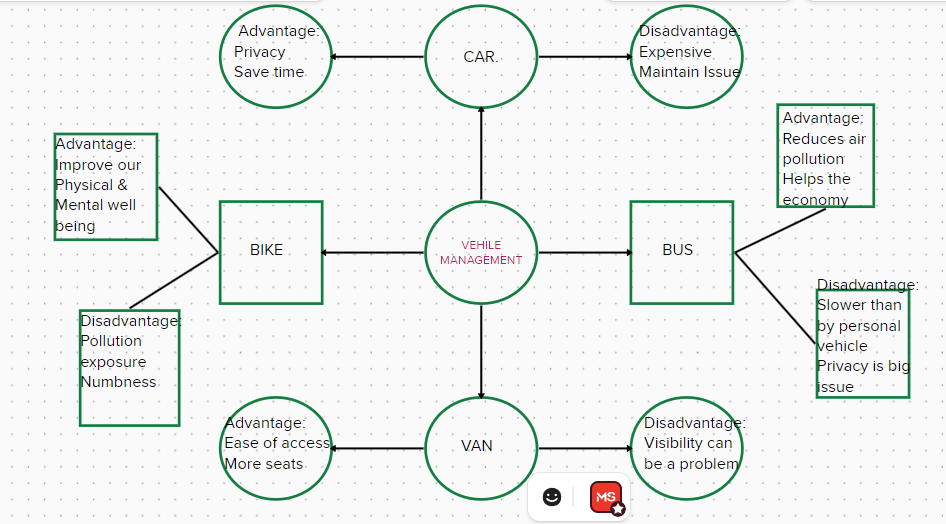 Advantage:
Privacy
Save time
CAR.
Disadvantage:
Expensive
Maintain Issue
Advantage:
Improve our
Physical &
Mental well
being
BIKE
Disadvantage:
Pollution
exposure
Numbness
VEHILE
MANAGEMENT
BUS
Advantage:
Reduces air
pollution
Helps the
economy
Disadvantage:
Slower than
by personal
vehicle
Privacy is big
issue
Advantage:
Ease of access
More seats
VAN
Disadvantage:
Visibility can
be a problem
MS